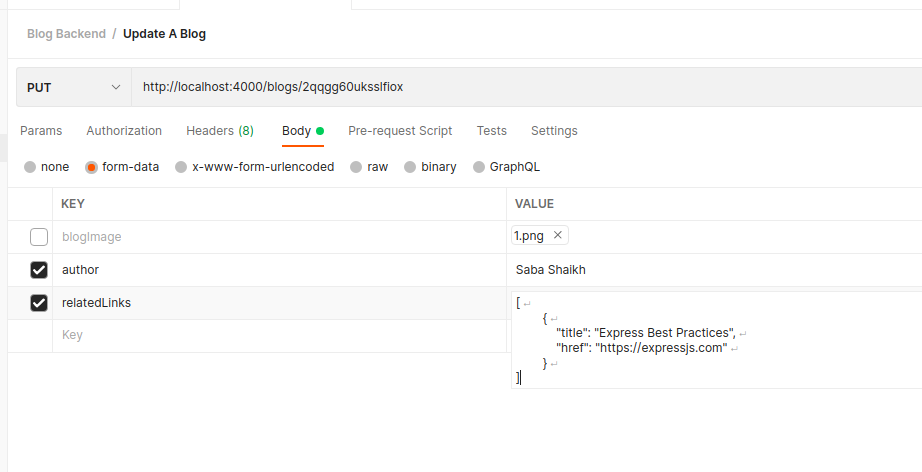 Blog Backend / Update A Blog
PUT http://localhost:4000/blogs/2qqgg60uksslfiox
Params Authorization Headers (8) Body Pre-request Script Tests Settings
none form-data x-www-form-urlencoded raw binary GraphQL
KEY VALUE
blogImage 1.png
author Saba Shaikh
relatedLinks [
{
"title": "Express Best Practices",
"href": "https://expressjs.com"
}
]
Key